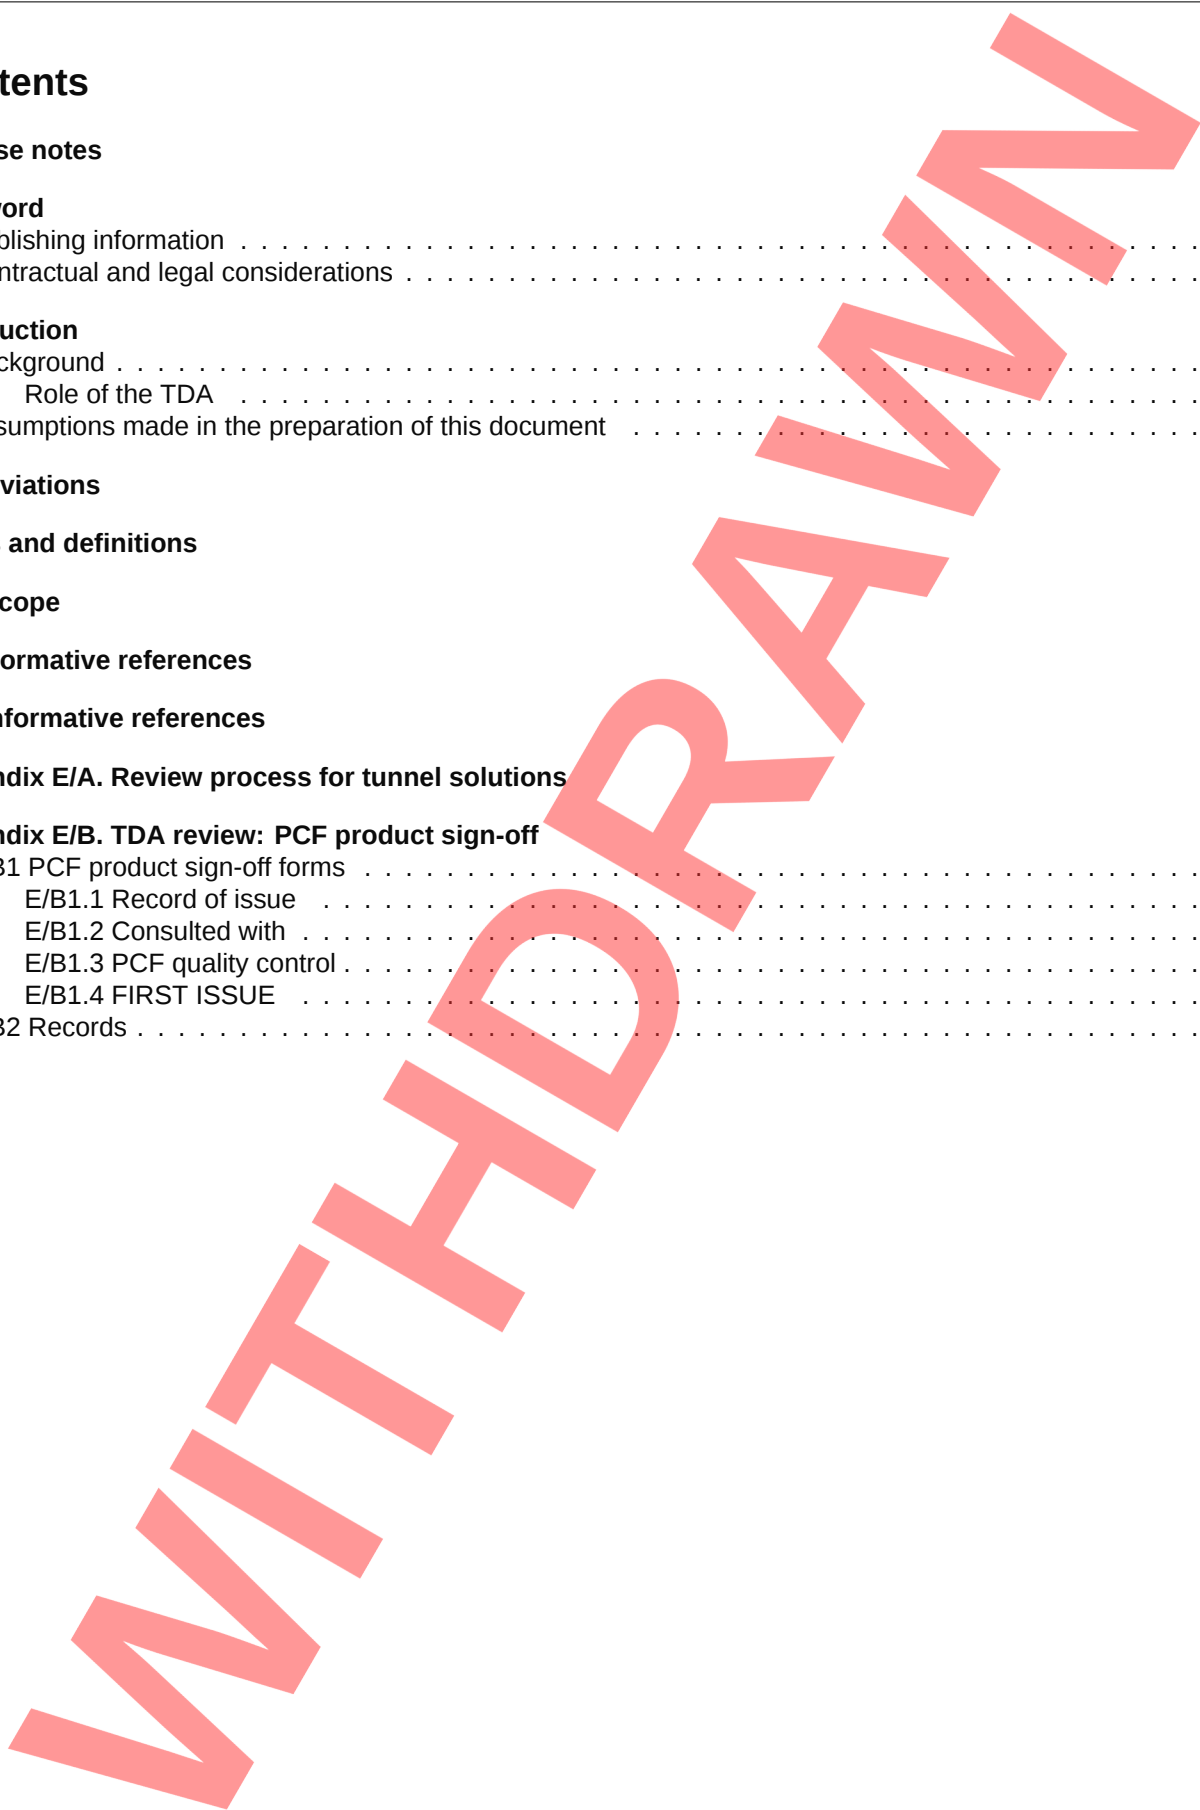 tents
se notes
ord
blishing information . . . . . . . . . . . . . . . . . . . . . . . . . . . . . . . . . . . . . . . . . . . . . . .
ntractual and legal considerations . . . . . . . . . . . . . . . . . . . . . . . . . . . . . . . . . . . . . . .
uction
ckground . . . . . . . . . . . . . . . . . . . . . . . . . . . . . . . . . . . . . . . . . . . . . . . . . . . . .
Role of the TDA . . . . . . . . . . . . . . . . . . . . . . . . . . . . . . . . . . . . . . . . . . . . . . .
sumptions made in the preparation of this document . . . . . . . . . . . . . . . . . . . . . . . . . . . .
viations
and definitions
cope
ormative references
nformative references
ndix E/A. Review process for tunnel solutions
ndix E/B. TDA review: PCF product sign-off
B1 PCF product sign-off forms . . . . . . . . . . . . . . . . . . . . . . . . . . . . . . . . . . . . . . . . .
E/B1.1 Record of issue . . . . . . . . . . . . . . . . . . . . . . . . . . . . . . . . . . . . . . . . . . .
E/B1.2 Consulted with . . . . . . . . . . . . . . . . . . . . . . . . . . . . . . . . . . . . . . . . . . . .
E/B1.3 PCF quality control . . . . . . . . . . . . . . . . . . . . . . . . . . . . . . . . . . . . . . . . . .
E/B1.4 FIRST ISSUE . . . . . . . . . . . . . . . . . . . . . . . . . . . . . . . . . . . . . . . . . . . .
B2 Records . . . . . . . . . . . . . . . . . . . . . . . . . . . . . . . . . . . . . . . . . . . . . . . . . . . .
WITHDRAWN